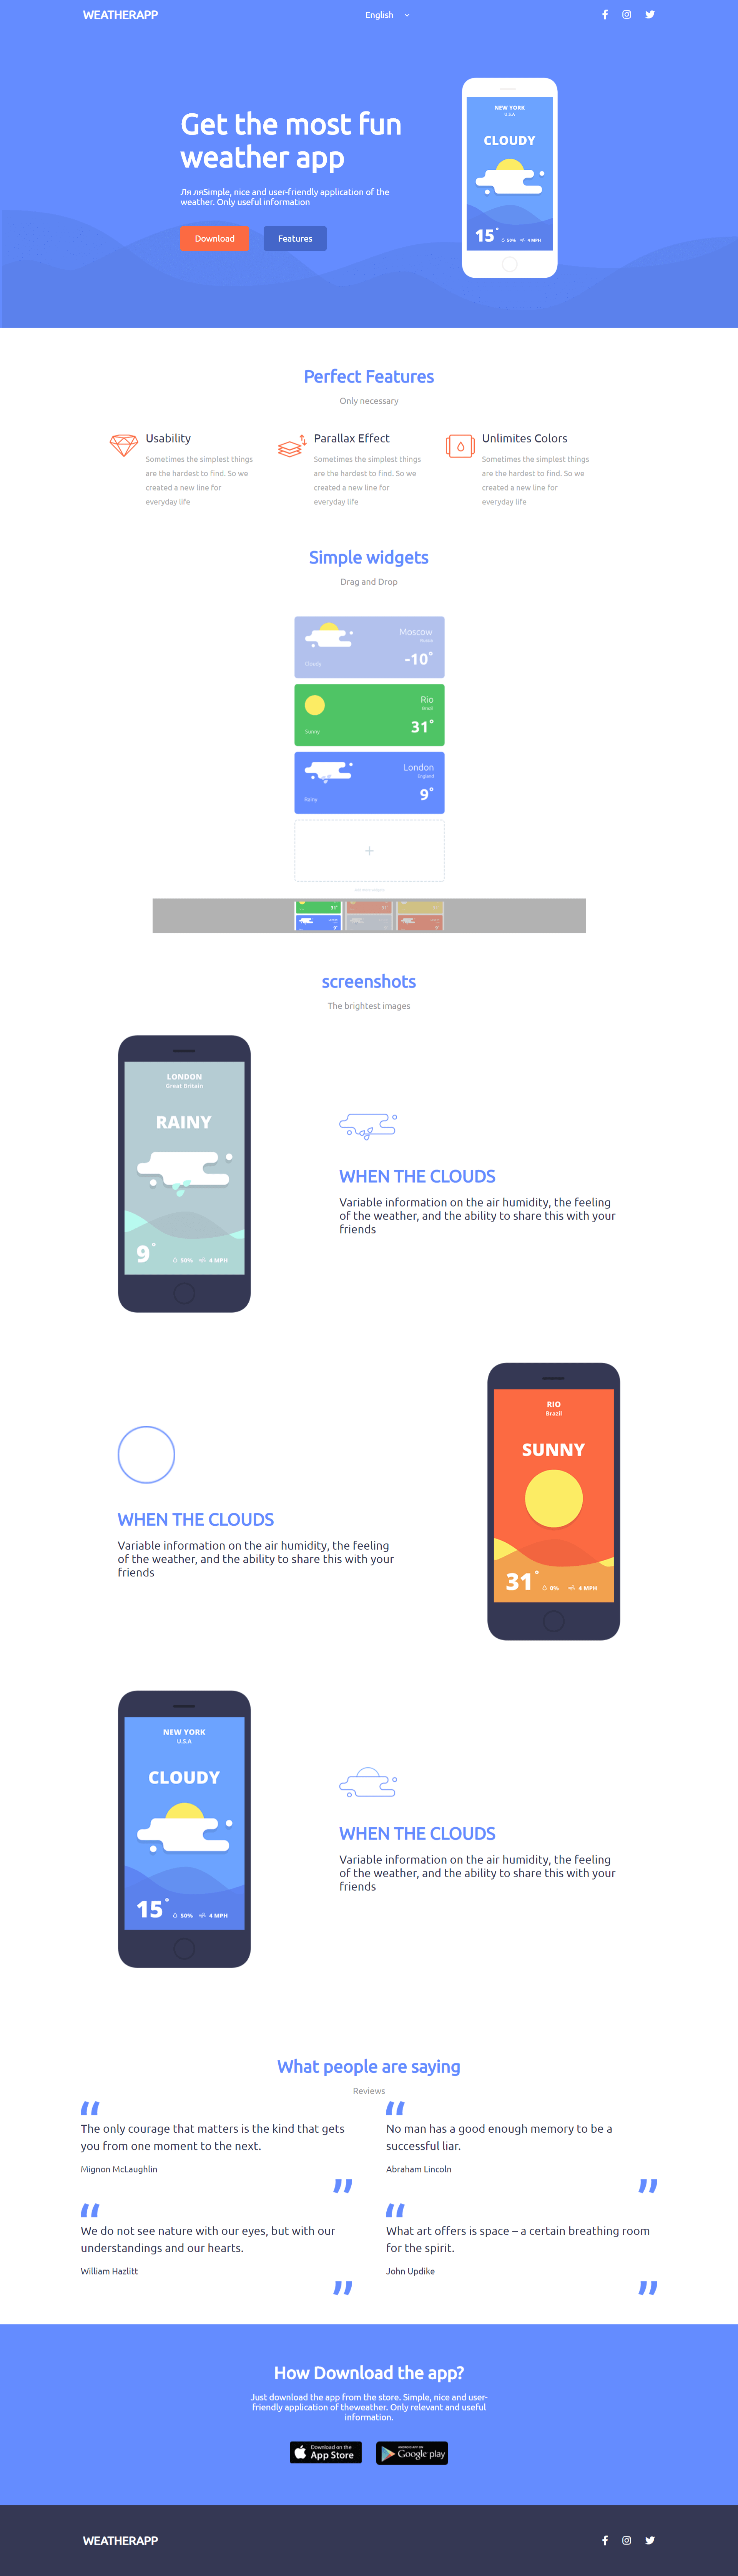 WEATHERAPP
English
Get the most fun
weather app
Ля ляSimple, nice and user-friendly application of the
weather. Only useful information
Download
Features
NEW YORK
U.S.A
CLOUDY
15°
50%
4 MPH
Perfect Features
Only necessary
Usability
Sometimes the simplest things
are the hardest to find. So we
created a new line for
everyday life
Parallax Effect
Sometimes the simplest things
are the hardest to find. So we
created a new line for
everyday life
Unlimites Colors
Sometimes the simplest things
are the hardest to find. So we
created a new line for
everyday life
Simple widgets
Drag and Drop
Moscow
Cloudy
-10°
Rio
Brazil
Sunny
31°
London
England
Rainy
9°
+
31°
9°
screenshots
The brightest images
LONDON
Great Britain
RAINY
9°
50%
4 MPH
WHEN THE CLOUDS
Variable information on the air humidity, the feeling
of the weather, and the ability to share this with your
friends
WHEN THE CLOUDS
Variable information on the air humidity, the feeling
of the weather, and the ability to share this with your
friends
RIO
Brazil
SUNNY
31°
0%
4 MPH
NEW YORK
U.S.A
CLOUDY
15°
50%
4 MPH
WHEN THE CLOUDS
Variable information on the air humidity, the feeling
of the weather, and the ability to share this with your
friends
What people are saying
Reviews
“
The only courage that matters is the kind that gets
you from one moment to the next.
Mignon McLaughlin
”
“
No man has a good enough memory to be a
successful liar.
Abraham Lincoln
”
“
We do not see nature with our eyes, but with our
understandings and our hearts.
William Hazlitt
”
“
What art offers is space – a certain breathing room
for the spirit.
John Updike
”
How Download the app?
Just download the app from the store. Simple, nice and user-
friendly application of theweather. Only relevant and useful
information.
Download on the
App Store
ANDROID APP ON
Google play
WEATHERAPP